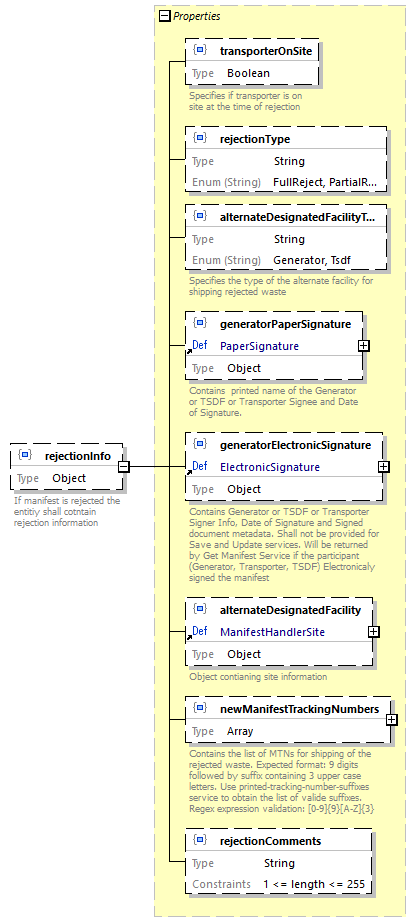 Properties
transporterOnSite
Type Boolean
Specifies if transporter is on
site at the time of rejection
rejectionType
Type String
Enum (String) FullReject, PartialR...
alternateDesignatedFacilityT...
Type String
Enum (String) Generator, Tsdf
Specifies the type of the alternate facility for
shipping rejected waste
generatorPaperSignature
Def PaperSignature
Type Object
Contains printed name of the Generator
or TSDF or Transporter Signee and Date
of Signature.
rejectionInfo
Type Object
If manifest is rejected the
entitly shall cotntain
rejection information
generatorElectronicSignature
Def ElectronicSignature
Type Object
Contains Generator or TSDF or Transporter
Signer Info, Date of Signature and Signed
document metadata. Shall not be provided for
Save and Update services. Will be returned
by Get Manifest Service if the participant
(Generator, Transporter, TSDF) Electronicaly
signed the manifest
alternateDesignatedFacility
Def ManifestHandlerSite
Type Object
Object contianing site information
newManifestTrackingNumbers
Type Array
Contains the list of MTNs for shipping of the
rejected waste. Expected format: 9 digits
followed by suffix containing 3 upper case
letters. Use printed-tracking-number-suffixes
service to obtain the list of valide suffixes.
Regex expression validation: [0-9]{9}[A-Z]{3}
rejectionComments
Type String
Constraints 1 <= length <= 255